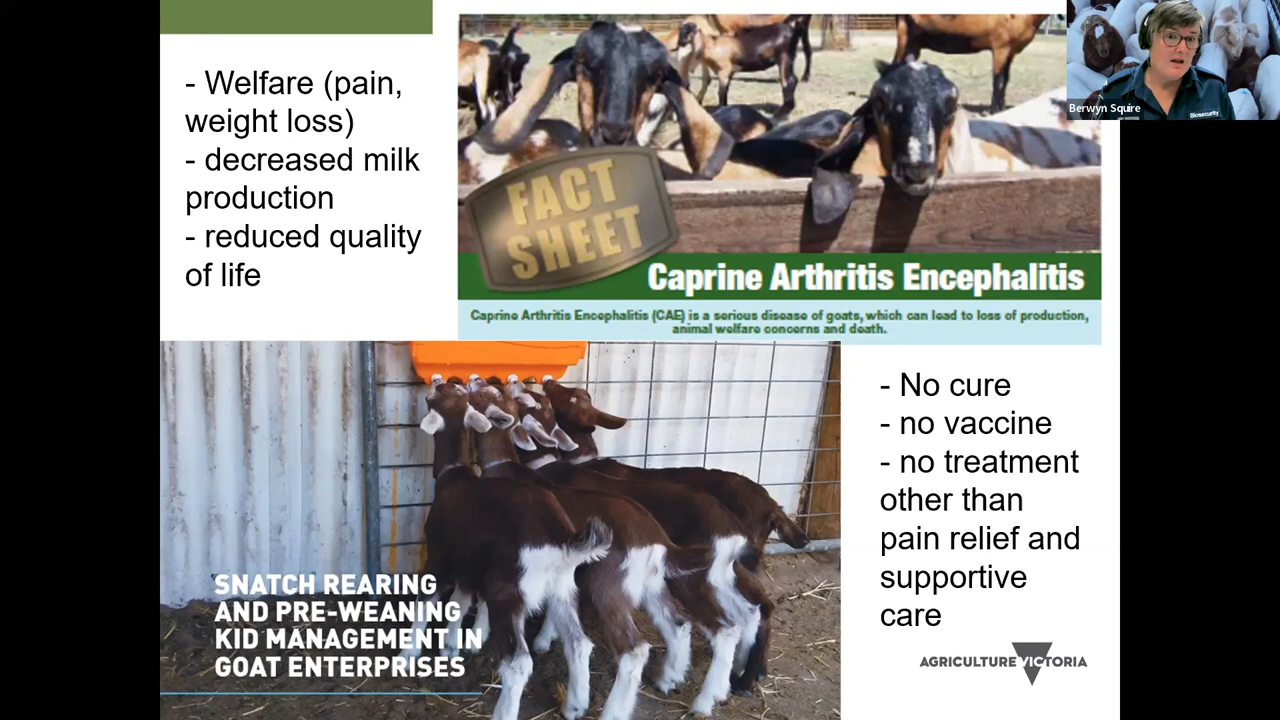 - Welfare (pain,
weight loss)
- decreased milk
production
- reduced quality
of life
FACT
SHEET
Caprine Arthritis Encephalitis
Caprine Arthritis Encephalitis (CAE) is a serious disease of goats, which can lead to loss of production,
animal welfare concerns and death.
Berwyn Squire
Biosecurity
SNATCH REARING
AND PRE-WEANING
KID MANAGEMENT IN
GOAT ENTERPRISES
- No cure
- no vaccine
- no treatment
other than
pain relief and
supportive
care
AGRICULTURE VICTORIA